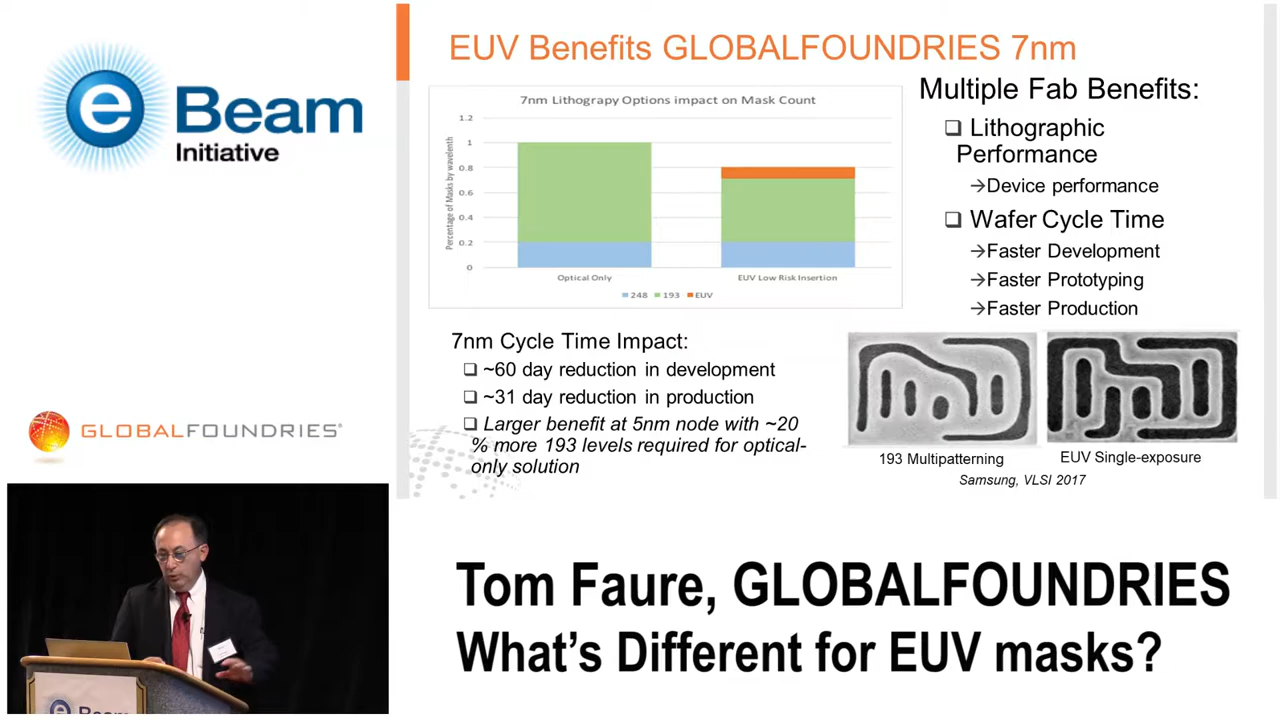 e Beam
Initiative
EUV Benefits GLOBALFOUNDRIES 7nm
7nm Lithograpy Options impact on Mask Count
Percentage of Masks by wavelenth
1.2
1
0.8
0.6
0.4
0.2
0
Optical Only
EUV Low Risk Insertion
248 193 EUV
Multiple Fab Benefits:
❑ Lithographic
Performance
→Device performance
❑ Wafer Cycle Time
→Faster Development
→Faster Prototyping
→Faster Production
7nm Cycle Time Impact:
❑ ~60 day reduction in development
❑ ~31 day reduction in production
❑ Larger benefit at 5nm node with ~20
% more 193 levels required for optical-
only solution
193 Multipatterning
EUV Single-exposure
Samsung, VLSI 2017
GLOBALFOUNDRIES®
e Beam
Tom Faure, GLOBALFOUNDRIES
What's Different for EUV masks?